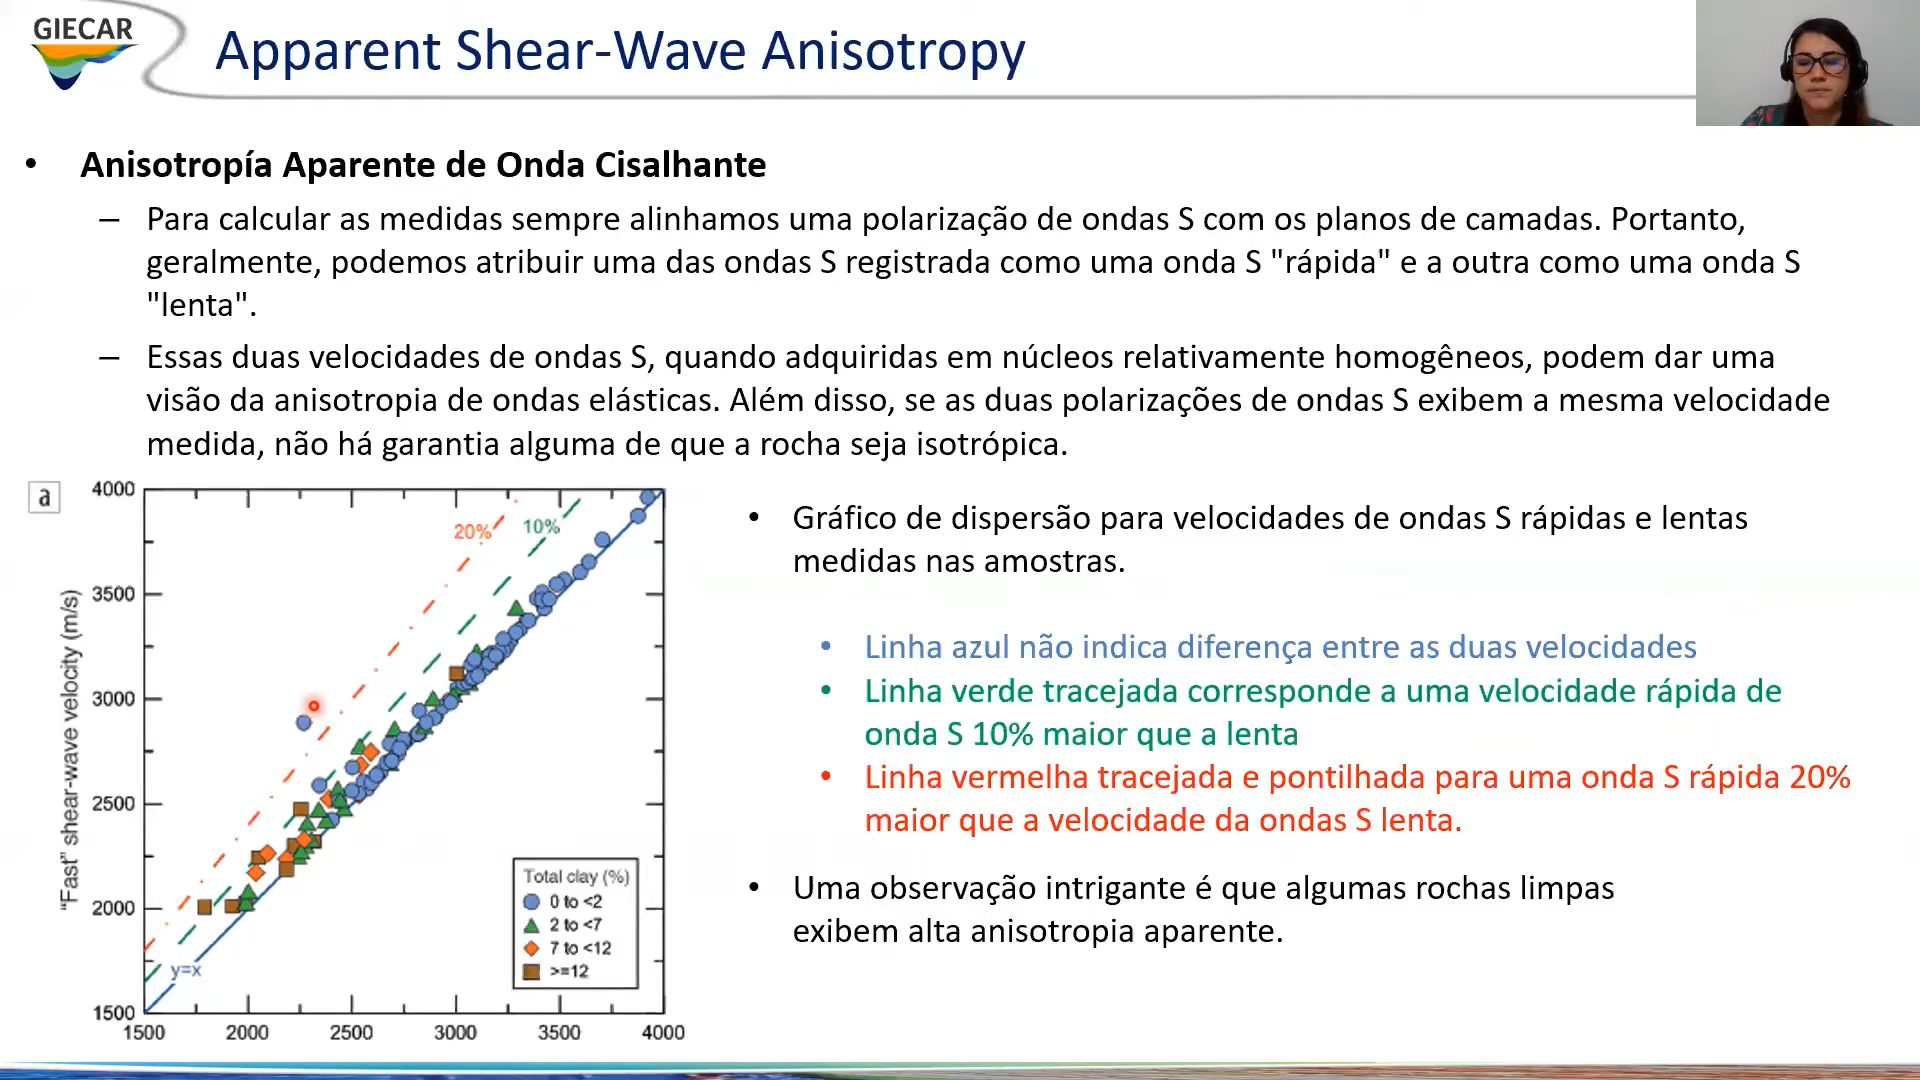 GIECAR
Apparent Shear-Wave Anisotropy
• Anisotropía Aparente de Onda Cisalhante
– Para calcular as medidas sempre alinhamos uma polarização de ondas S com os planos de camadas. Portanto,
geralmente, podemos atribuir uma das ondas S registrada como uma onda S "rápida" e a outra como uma onda S
"lenta".
– Essas duas velocidades de ondas S, quando adquiridas em núcleos relativamente homogêneos, podem dar uma
visão da anisotropia de ondas elásticas. Além disso, se as duas polarizações de ondas S exibem a mesma velocidade
medida, não há garantia alguma de que a rocha seja isotrópica.
a
4000
3500
3000
2500
2000
1500
"Fast" shear-wave velocity (m/s)
20%
10%
y=x
Total clay (%)
0 to <2
2 to <7
7 to <12
>=12
1500 2000 2500 3000 3500 4000
• Gráfico de dispersão para velocidades de ondas S rápidas e lentas
medidas nas amostras.
• Linha azul não indica diferença entre as duas velocidades
• Linha verde tracejada corresponde a uma velocidade rápida de
onda S 10% maior que a lenta
• Linha vermelha tracejada e pontilhada para uma onda S rápida 20%
maior que a velocidade da ondas S lenta.
• Uma observação intrigante é que algumas rochas limpas
exibem alta anisotropia aparente.